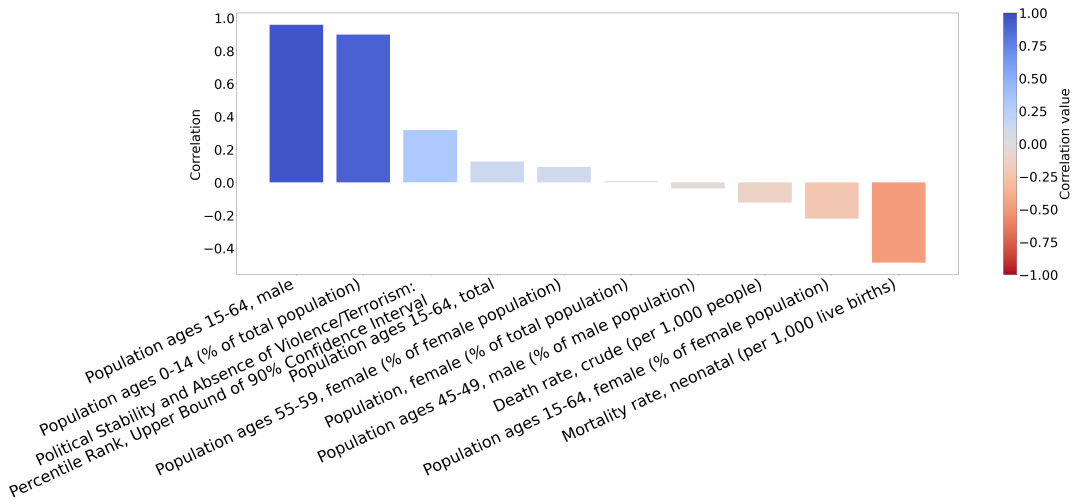 1.0
0.8
0.6
0.4
0.2
0.0
−0.2
−0.4
Correlation
Population ages 15-64, male
Population ages 0-14 (% of total population)
Political Stability and Absence of Violence/Terrorism:
Percentile Rank, Upper Bound of 90% Confidence Interval
Population ages 15-64, total
Population ages 55-59, female (% of female population)
Population, female (% of total population)
Population ages 45-49, male (% of male population)
Death rate, crude (per 1,000 people)
Population ages 15-64, female (% of female population)
Mortality rate, neonatal (per 1,000 live births)
1.00
0.75
0.50
0.25
0.00
−0.25
−0.50
−0.75
−1.00
Correlation value